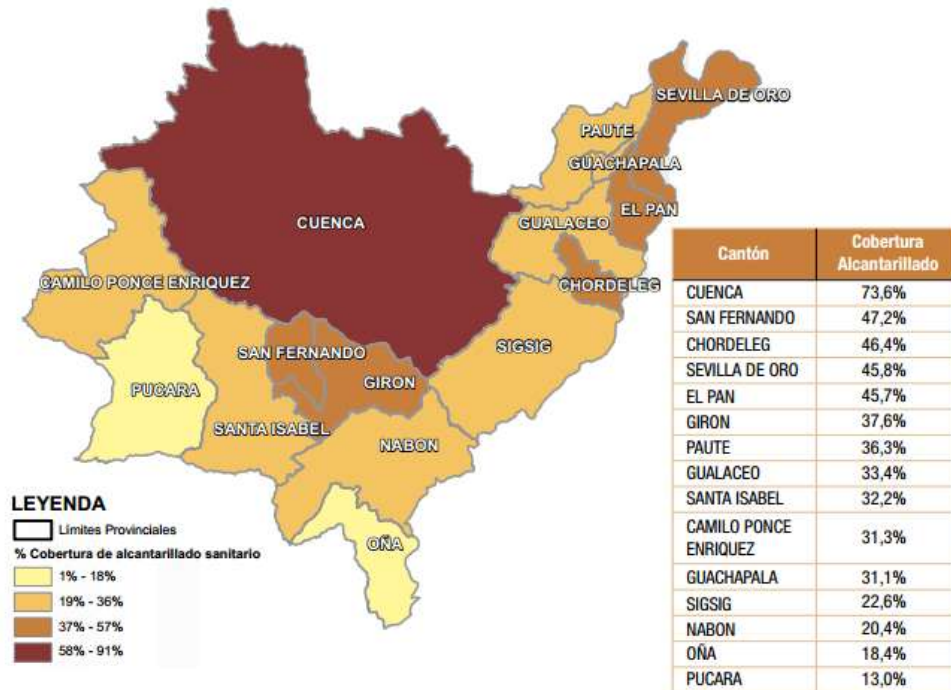 SEVILLA DE ORO
PAUTE
GUACHAPALA
EL PAN
CUENCA
GUALACEO
CAMILO PONCE ENRIQUEZ
CHORDELEG
SAN FERNANDO
SIGSIG
GIRON
PUCARA
SANTA ISABEL
NABON
OÑA
LEYENDA
Límites Provinciales
% Cobertura de alcantarillado sanitario
1% - 18%
19% - 36%
37% - 57%
58% - 91%
Cantón Cobertura
Alcantarillado
CUENCA 73,6%
SAN FERNANDO 47,2%
CHORDELEG 46,4%
SEVILLA DE ORO 45,8%
EL PAN 45,7%
GIRON 37,6%
PAUTE 36,3%
GUALACEO 33,4%
SANTA ISABEL 32,2%
CAMILO PONCE
ENRIQUEZ 31,3%
GUACHAPALA 31,1%
SIGSIG 22,6%
NABON 20,4%
OÑA 18,4%
PUCARA 13,0%